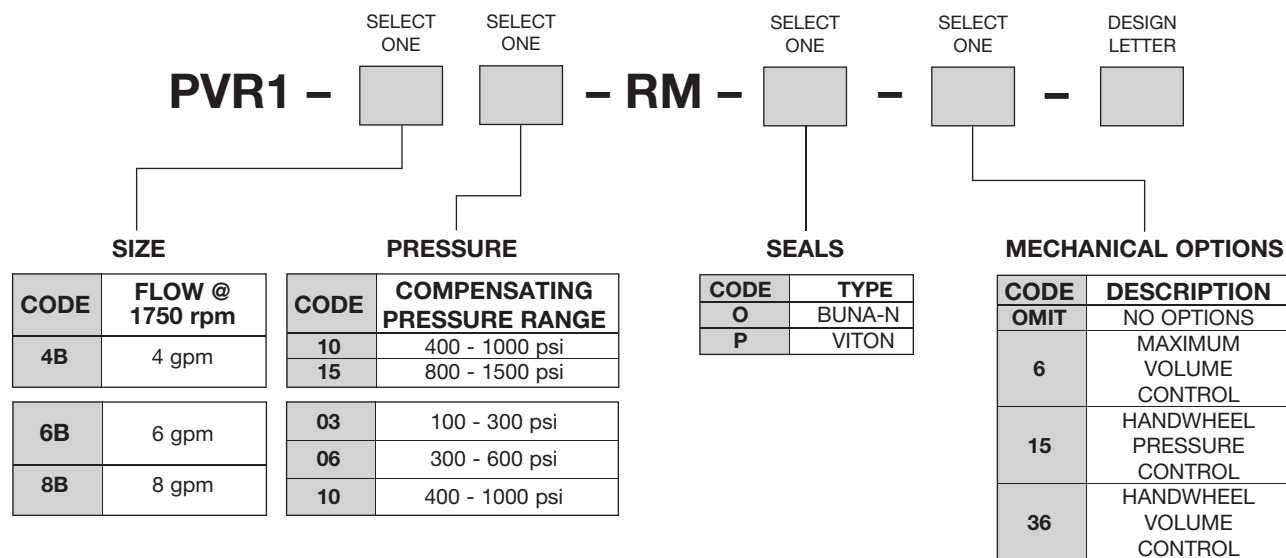 SELECT ONE
SELECT ONE
SELECT ONE
SELECT ONE
DESIGN LETTER
PVR1 – – RM – – –
SIZE
CODE FLOW @ 1750 rpm
4B 4 gpm
6B 6 gpm
8B 8 gpm
PRESSURE
CODE COMPENSATING PRESSURE RANGE
10 400 - 1000 psi
15 800 - 1500 psi
03 100 - 300 psi
06 300 - 600 psi
10 400 - 1000 psi
SEALS
CODE TYPE
O BUNA-N
P VITON
MECHANICAL OPTIONS
CODE DESCRIPTION
OMIT NO OPTIONS
6 MAXIMUM VOLUME CONTROL
15 HANDWHEEL PRESSURE CONTROL
36 HANDWHEEL VOLUME CONTROL